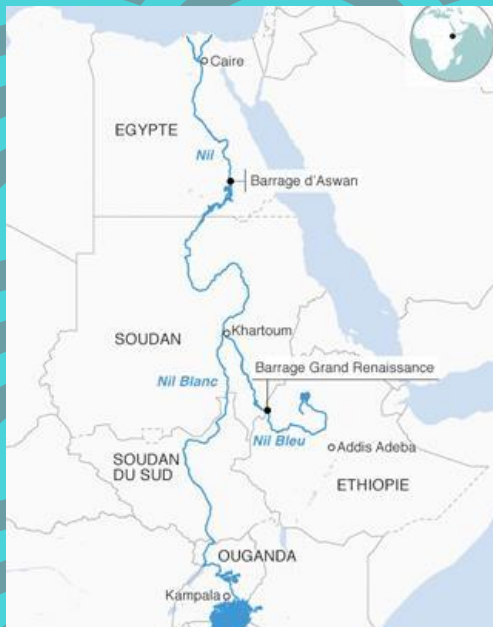 Caire
EGYPTE
Nil
Barrage d'Aswan
SOUDAN
Khartoum
Barrage Grand Renaissance
Nil Blanc
Nil Bleu
Addis Adeba
SOUDAN
DU SUD
ETHIOPIE
OUGANDA
Kampala